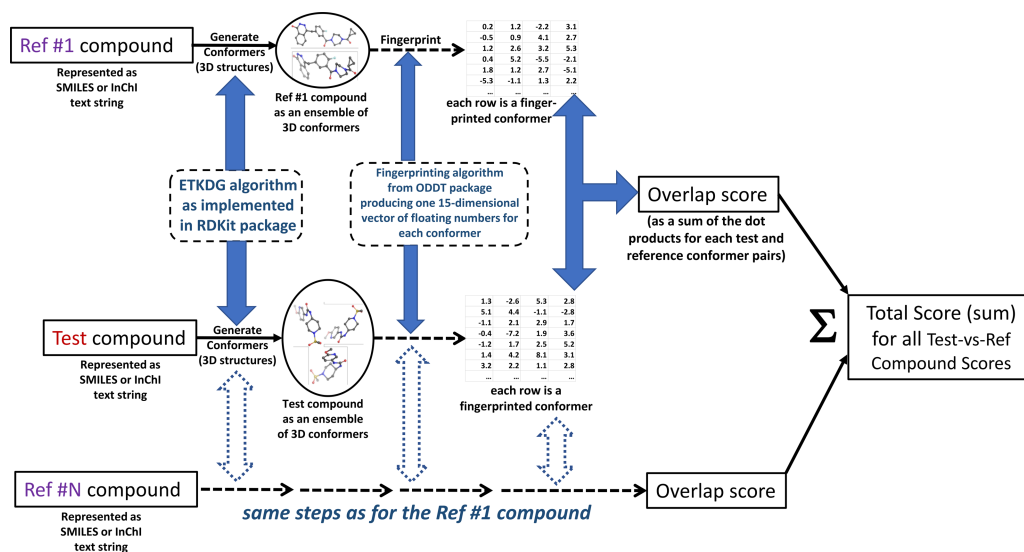 Ref #1 compound
Represented as
SMILES or InChI
text string
Generate
Conformers
(3D structures)
Ref #1 compound
as an ensemble of
3D conformers
Fingerprint
0.2 1.2 -2.2 3.1
-0.5 0.9 4.1 2.7
1.2 2.6 3.2 5.3
0.4 5.2 -5.5 -2.1
1.8 1.2 2.7 -5.1
-5.3 -1.1 1.3 2.2
... ... ... ...
each row is a finger-
printed conformer
ETKDG algorithm
as implemented
in RDKit package
Fingerprinting algorithm
from ODDT package
producing one 15-dimensional
vector of floating numbers for
each conformer
Overlap score
(as a sum of the dot
products for each test and
reference conformer pairs)
Test compound
Represented as
SMILES or InChI
text string
Generate
Conformers
(3D structures)
Test compound
as an ensemble
of 3D conformers
1.3 -2.6 5.3 2.8
5.1 4.4 -1.1 -2.8
-1.1 2.1 2.9 1.7
-0.4 -7.2 1.9 3.6
-1.2 1.7 2.5 5.2
1.4 4.2 8.1 3.1
3.2 2.2 1.1 2.8
... ... ... ...
each row is a
fingerprinted conformer
Σ
Total Score (sum)
for all Test-vs-Ref
Compound Scores
Ref #N compound
Represented as
SMILES or InChI
text string
same steps as for the Ref #1 compound
Overlap score